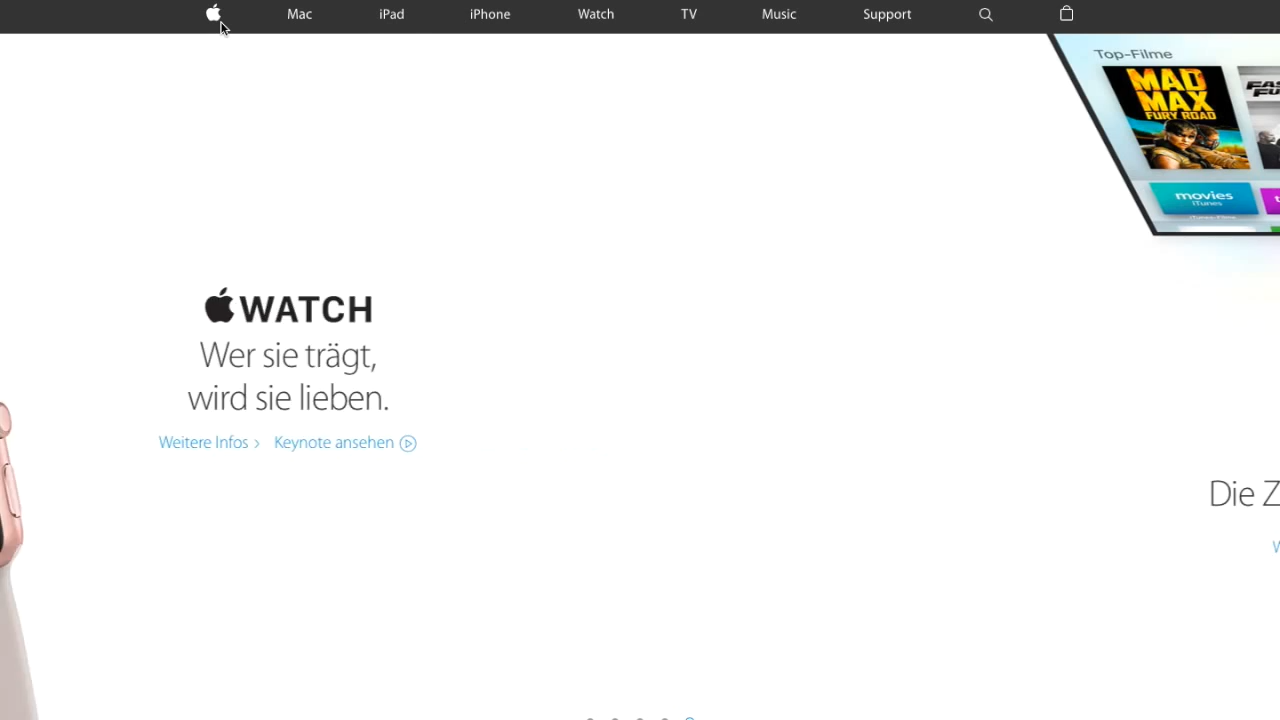 Mac iPad iPhone Watch TV Music Support
Top-Filme
MAD
MAX
FURY ROAD
movies
iTunes
WATCH
Wer sie trägt,
wird sie lieben.
Weitere Infos › Keynote ansehen
Die Z